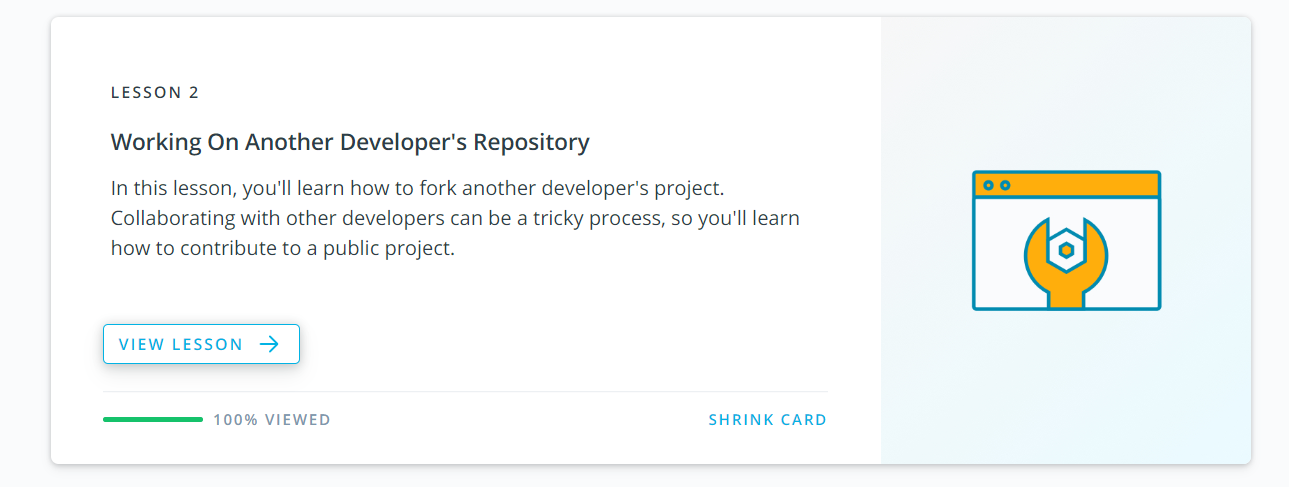 LESSON 2
Working On Another Developer's Repository
In this lesson, you'll learn how to fork another developer's project.
Collaborating with other developers can be a tricky process, so you'll learn
how to contribute to a public project.
VIEW LESSON
100% VIEWED
SHRINK CARD